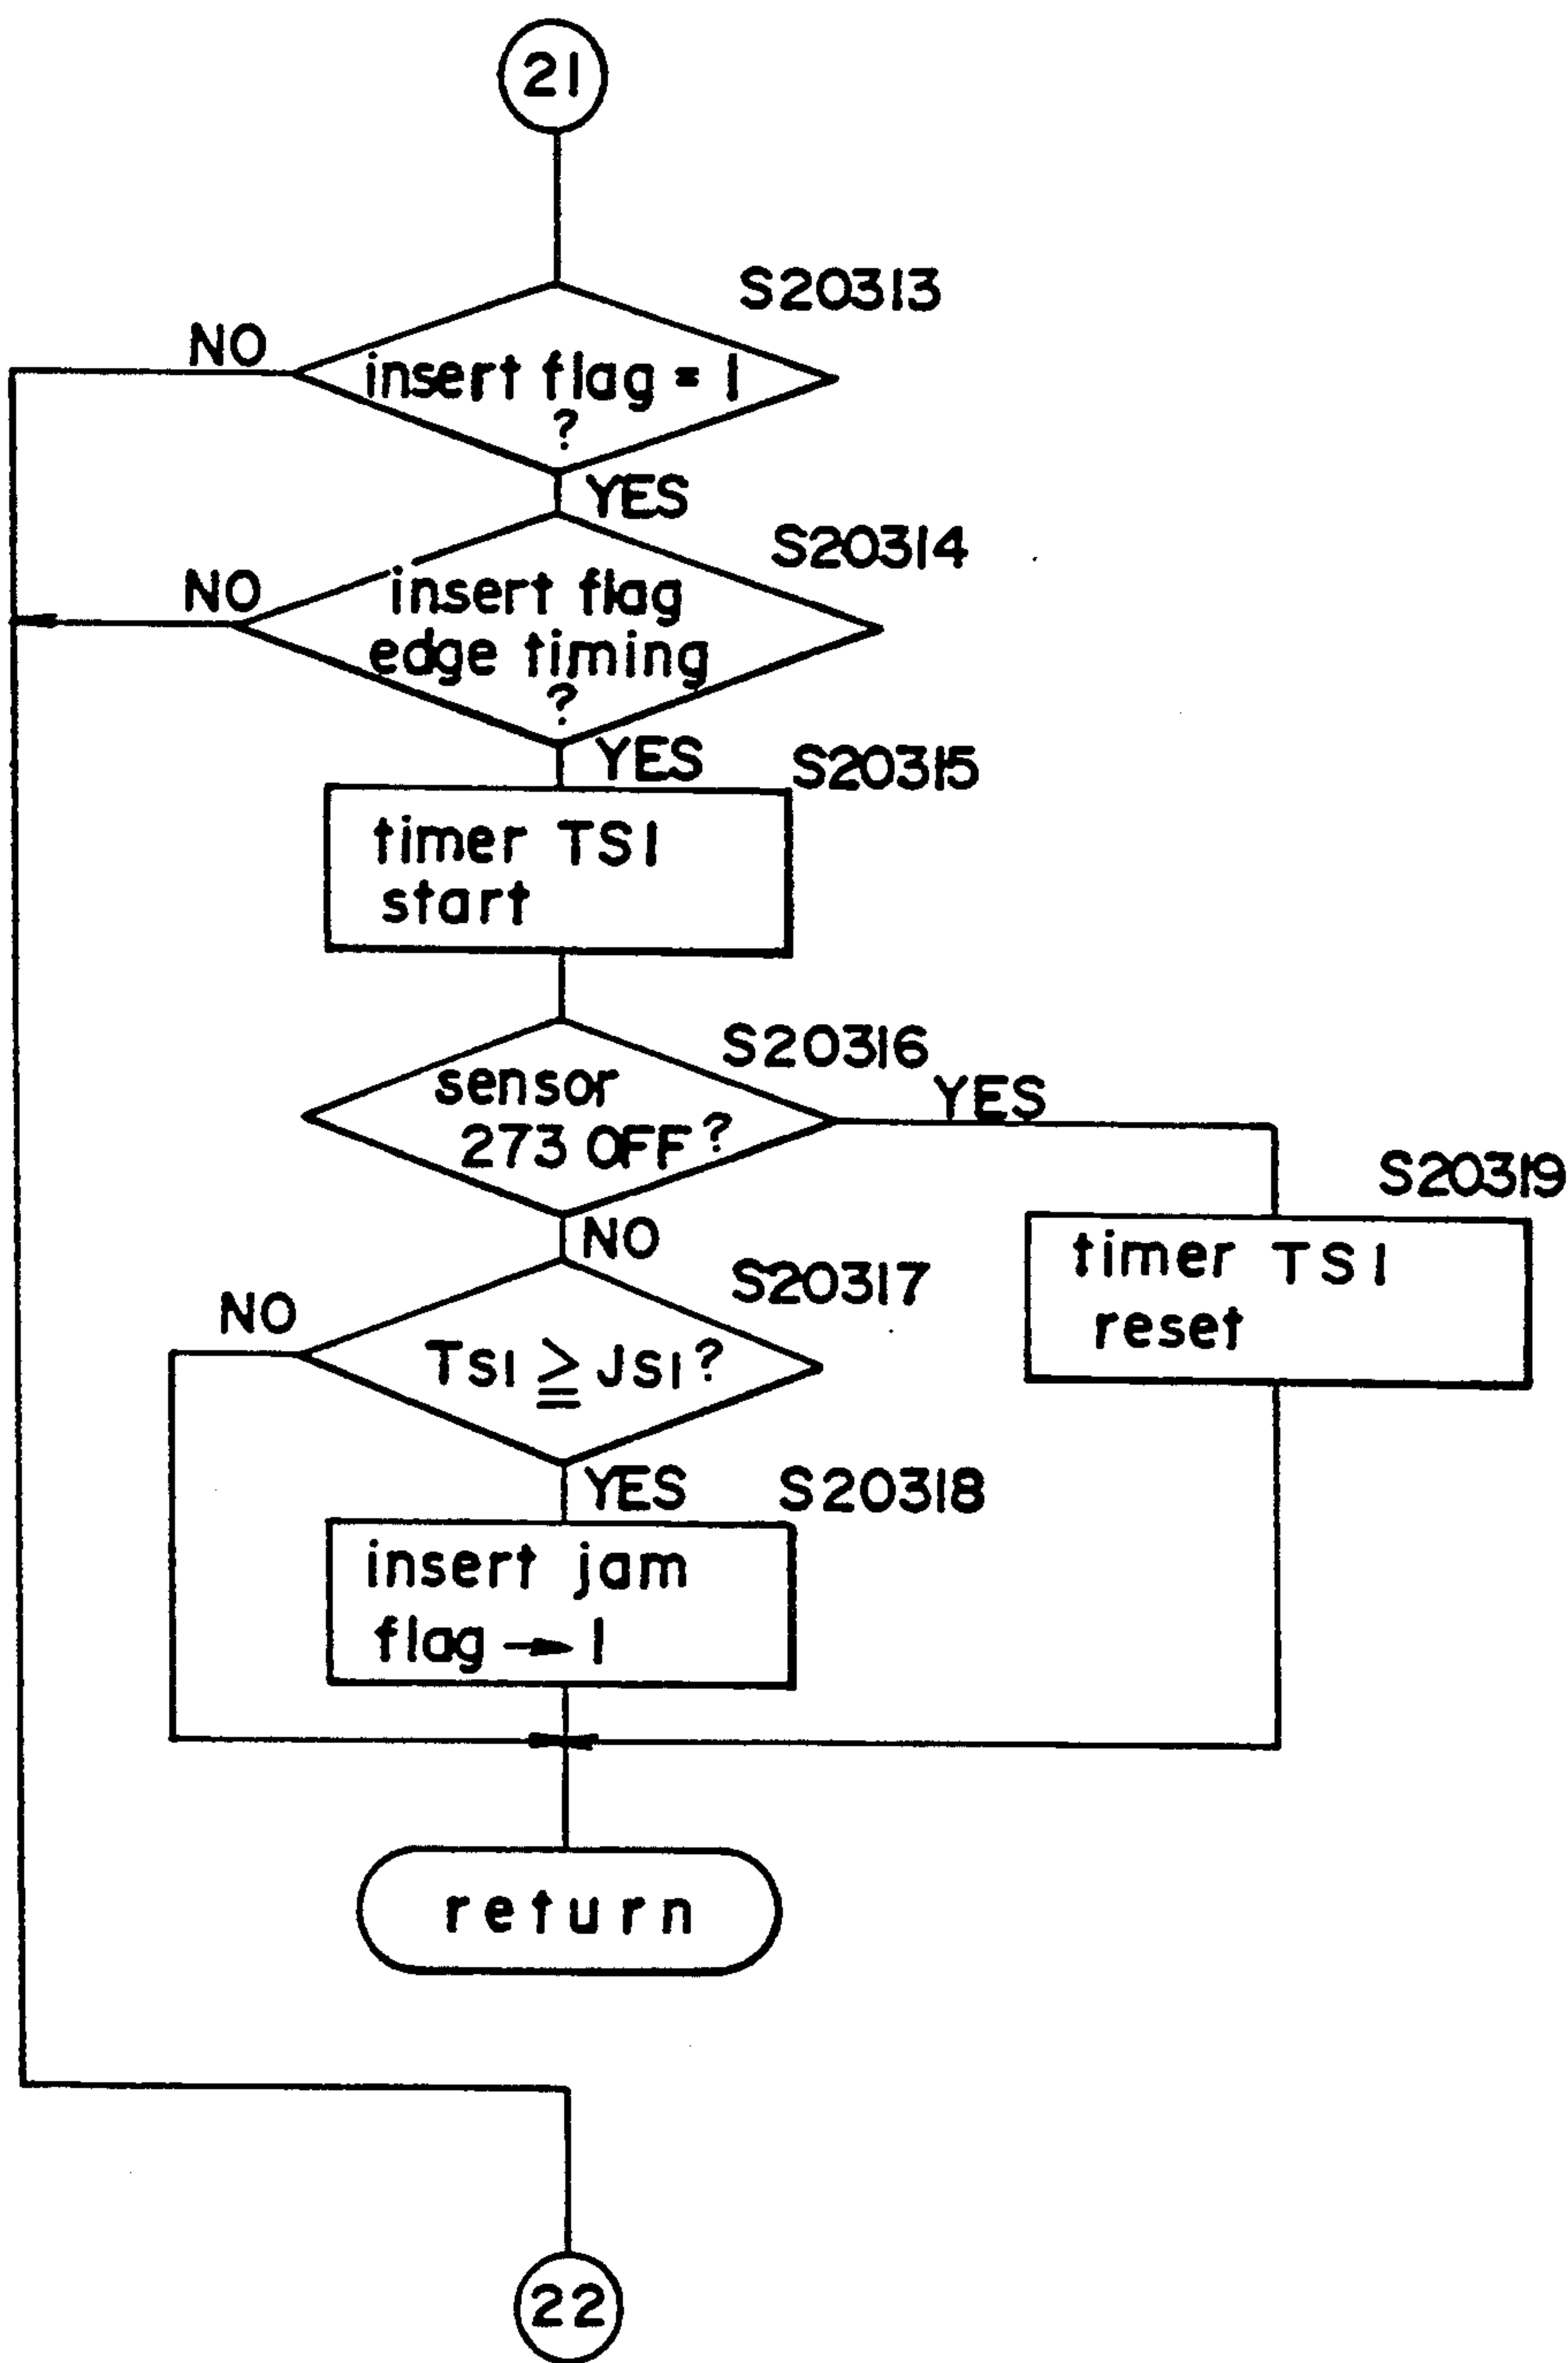 21
S20313
NO
insert flag = 1
?
YES
S20314
NO
insert flag
edge timing
?
YES
S20315
timer TS1
start
S20316
sensor
273 OFF?
YES
S20319
NO
timer TS1
reset
S20317
NO
TS1 ≧ JS1?
YES
S20318
insert jam
flag → 1
return
22